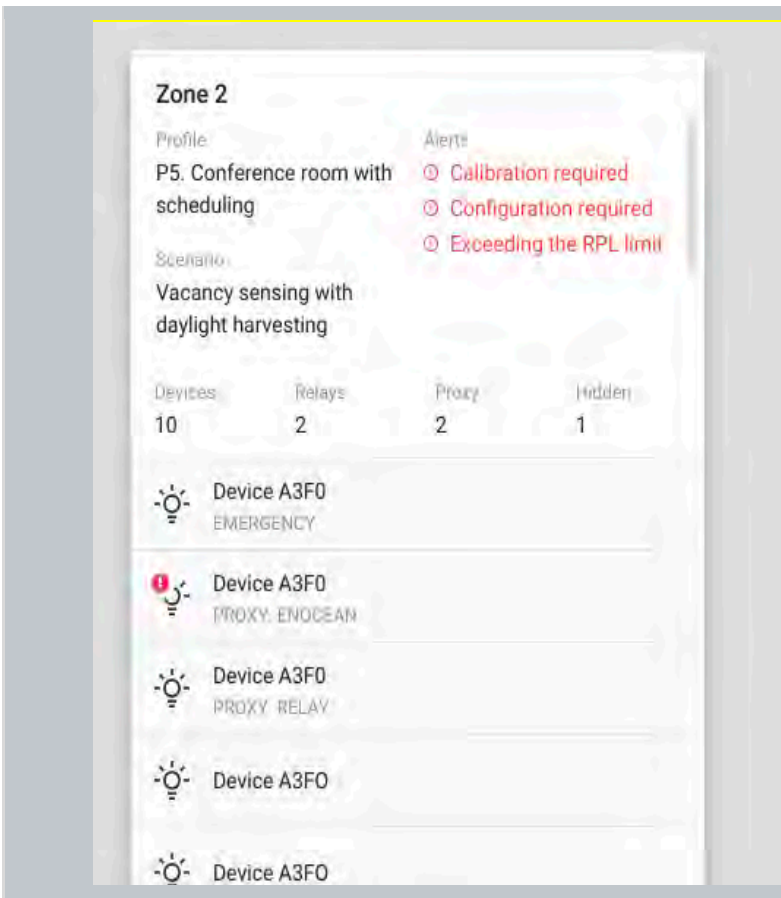 Zone 2
Profile
P5. Conference room with
scheduling
Alerts
Calibration required
Configuration required
Exceeding the RPL limit
Scenario
Vacancy sensing with
daylight harvesting
Devices Relays Proxy Hidden
10 2 2 1
Device A3F0
EMERGENCY
Device A3F0
PROXY, ENOCEAN
Device A3F0
PROXY RELAY
Device A3FO
Device A3FO